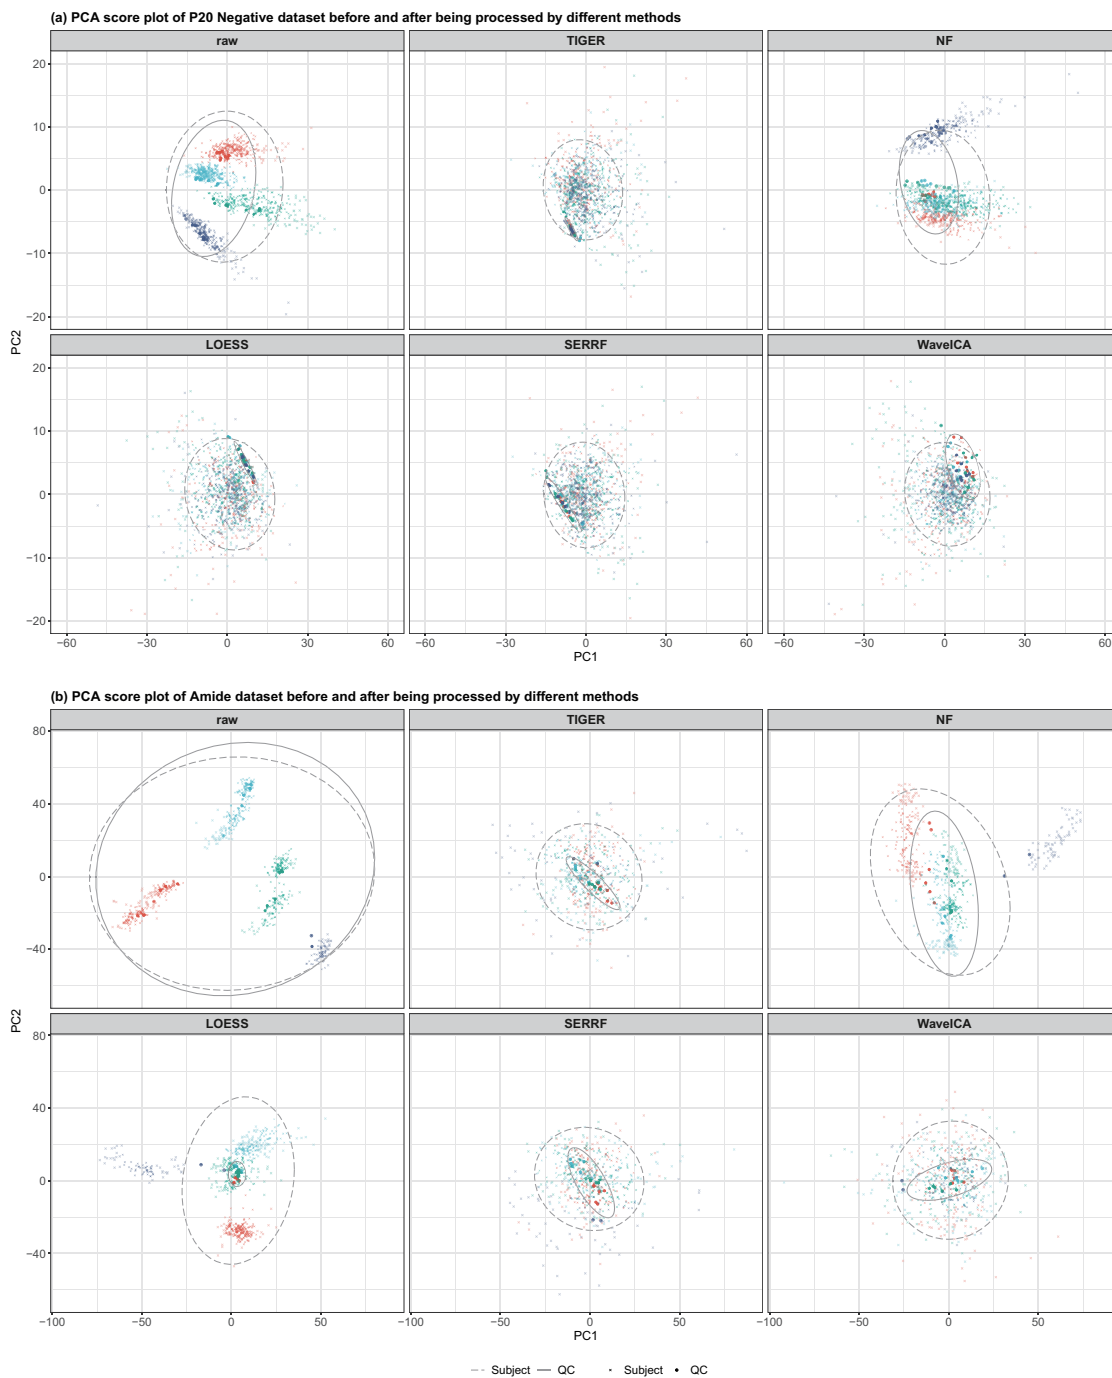 (a) PCA score plot of P20 Negative dataset before and after being processed by different methods
raw TIGER NF
20
10
0
−10
−20
LOESS SERRF WaveICA
20
10
0
−10
−20
PC2
−60 −30 0 30 60 −60 −30 0 30 60 −60 −30 0 30 60
PC1
(b) PCA score plot of Amide dataset before and after being processed by different methods
raw TIGER NF
80
40
0
−40
LOESS SERRF WaveICA
80
40
0
−40
PC2
−100 −50 0 50 −100 −50 0 50 −100 −50 0 50
PC1
Subject QC Subject QC